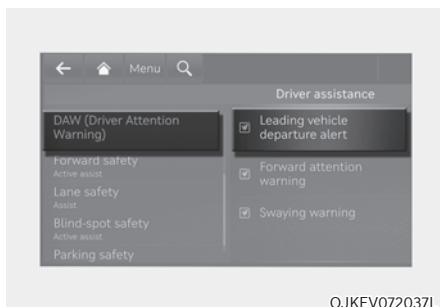 Menu
Driver assistance
DAW (Driver Attention
Warning)
Forward safety
Active assist
Lane safety
Assist
Blind-spot safety
Active assist
Parking safety
Leading vehicle
departure alert
Forward attention
warning
Swaying warning
OJKEV072037L